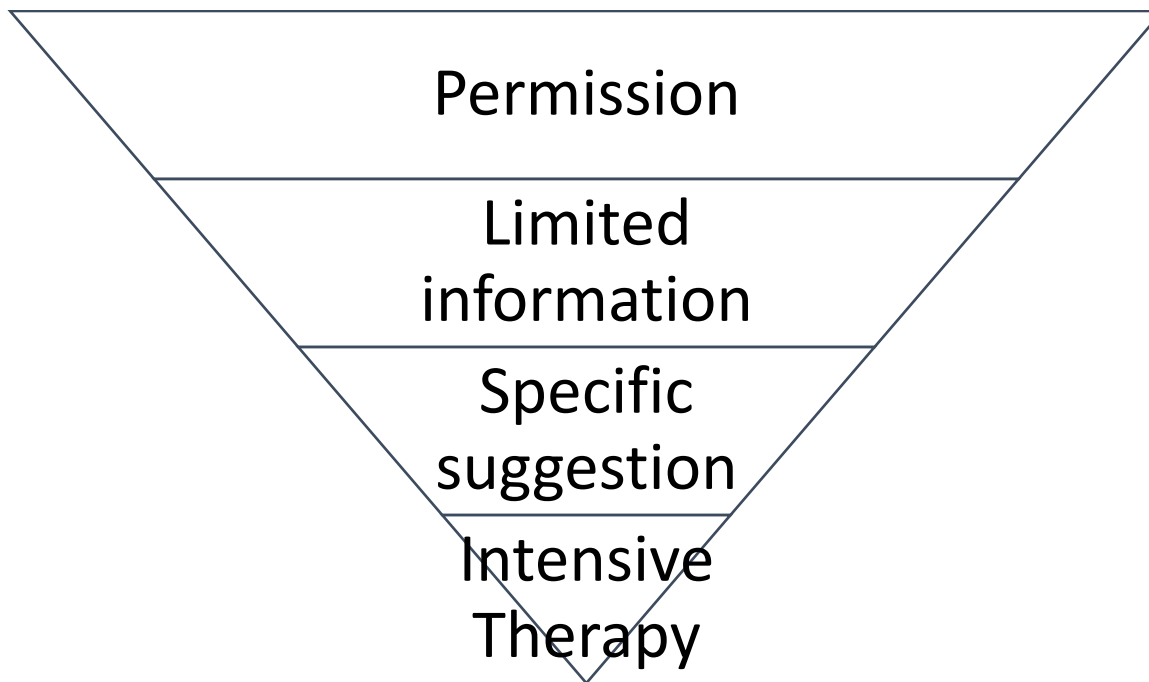 Permission
Limited
information
Specific
suggestion
Intensive
Therapy